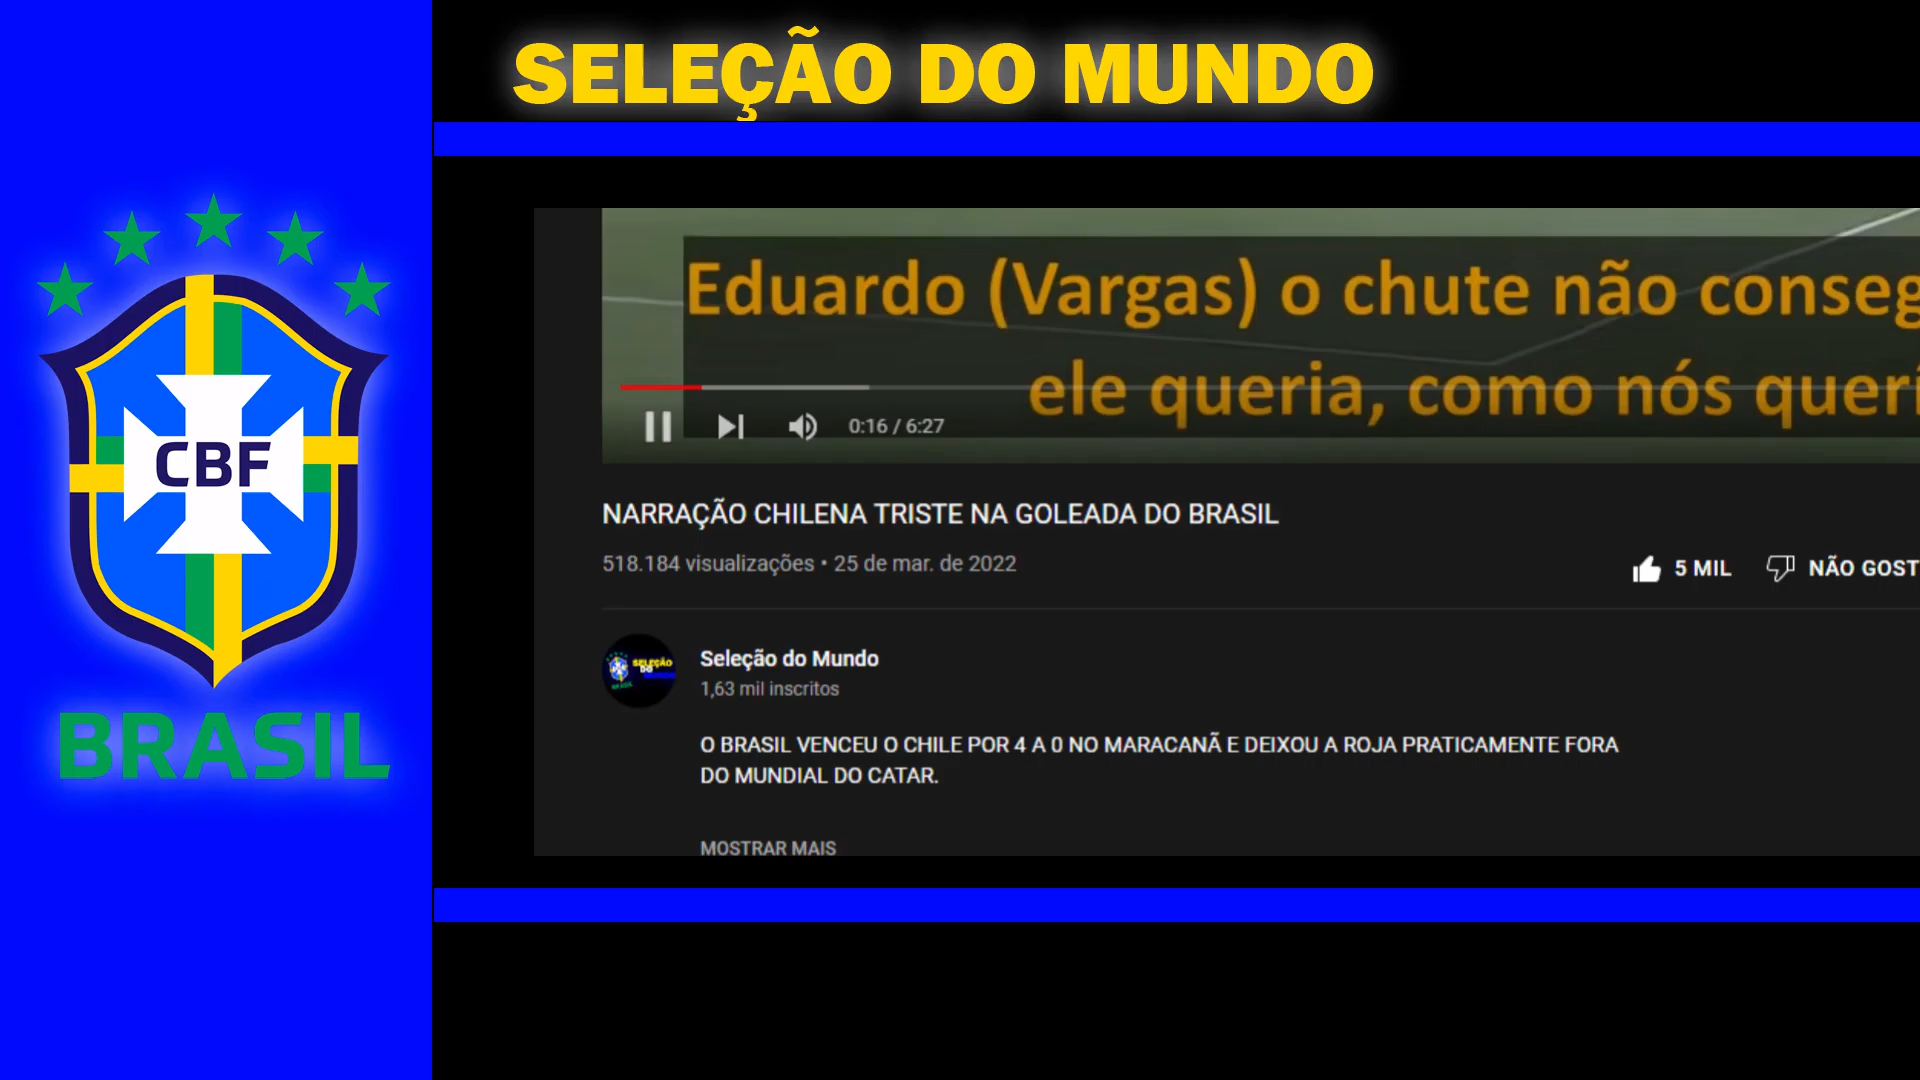 SELEÇÃO DO MUNDO
Eduardo (Vargas) o chute não
ele queria, como nós
0:16 / 6:27
NARRAÇÃO CHILENA TRISTE NA GOLEADA DO BRASIL
518.184 visualizações • 25 de mar. de 2022
5 MIL NÃO
Seleção do Mundo
1,63 mil inscritos
O BRASIL VENCEU O CHILE POR 4 A 0 NO MARACANÃ E DEIXOU A ROJA PRATICAMENTE FORA
DO MUNDIAL DO CATAR.
MOSTRAR MAIS
CBF
BRASIL